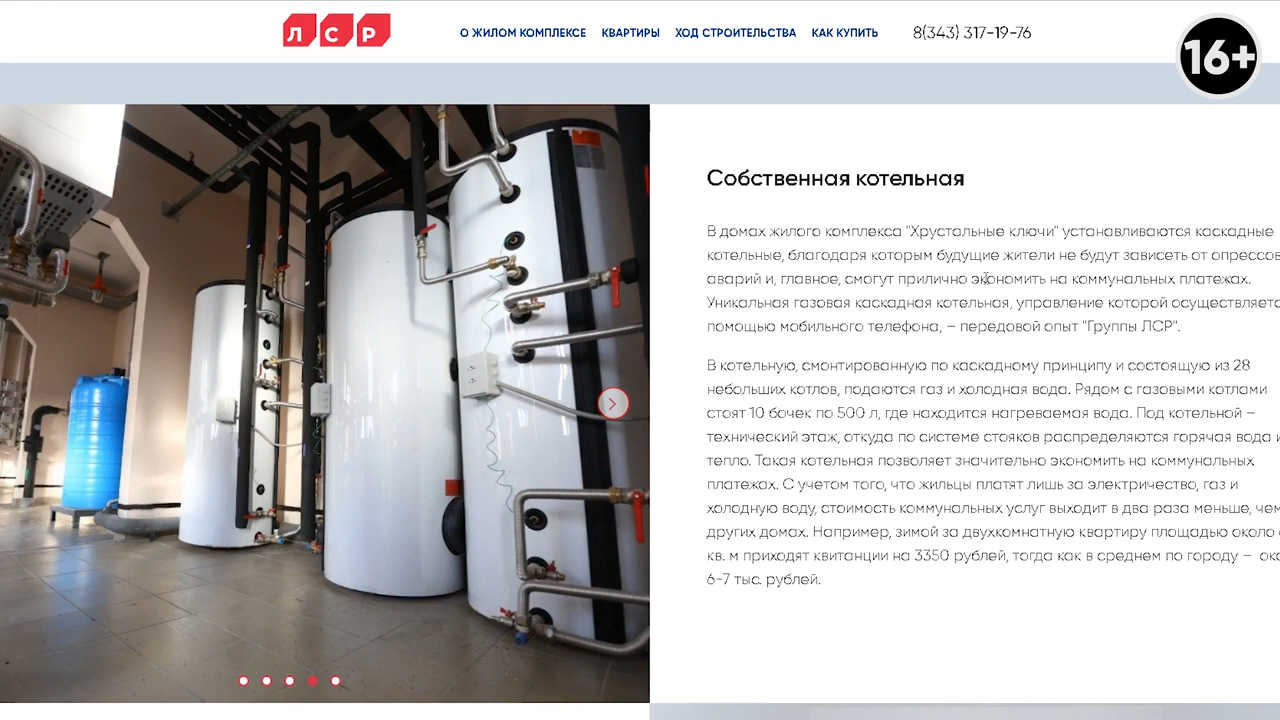 ЛСР
О ЖИЛОМ КОМПЛЕКСЕ КВАРТИРЫ ХОД СТРОИТЕЛЬСТВА КАК КУПИТЬ 8(343) 317-19-76
16+
Собственная котельная
В домах жилого комплекса "Хрустальные ключи" устанавливаются каскадные
котельные, благодаря которым будущие жители не будут зависеть от опрессов
аварий и, главное, смогут прилично экономить на коммунальных платежах.
Уникальная газовая каскадная котельная, управление которой осуществляетс
помощью мобильного телефона, – передовой опыт "Группы ЛСР".
В котельную, смонтированную по каскадному принципу и состоящую из 28
небольших котлов, подаются газ и холодная вода. Рядом с газовыми котлами
стоят 10 бочек по 500 л, где находится нагреваемая вода. Под котельной –
технический этаж, откуда по системе стояков распределяются горячая вода и
тепло. Такая котельная позволяет значительно экономить на коммунальных
платежах. С учетом того, что жильцы платят лишь за электричество, газ и
холодную воду, стоимость коммунальных услуг выходит в два раза меньше, чем
других домах. Например, зимой за двухкомнатную квартиру площадью около
кв. м приходят квитанции на 3350 рублей, тогда как в среднем по городу – ок
6-7 тыс. рублей.